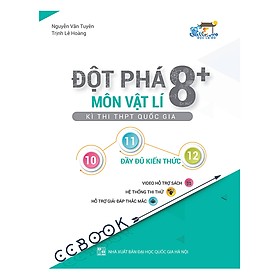 Nguyễn Văn Tuyên
Trịnh Lê Hoàng
ĐỘT PHÁ 8+
MÔN VẬT LÍ
KÌ THI THPT QUỐC GIA
10
11
12
ĐẦY ĐỦ KIẾN THỨC
VIDEO HỖ TRỢ SÁCH
HỆ THỐNG THI THỬ
HỖ TRỢ GIẢI ĐÁP THẮC MẮC
CCBOOK
NHÀ XUẤT BẢN ĐẠI HỌC QUỐC GIA HÀ NỘI